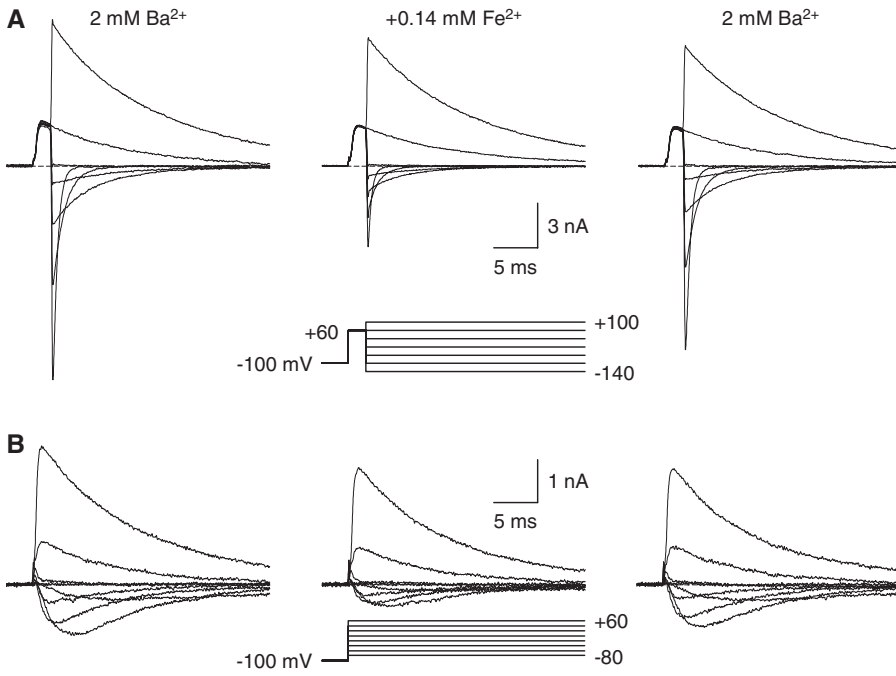 A
2 mM Ba²⁺
+0.14 mM Fe²⁺
2 mM Ba²⁺
3 nA
5 ms
+60
+100
-100 mV
-140
B
1 nA
5 ms
+60
-100 mV
-80